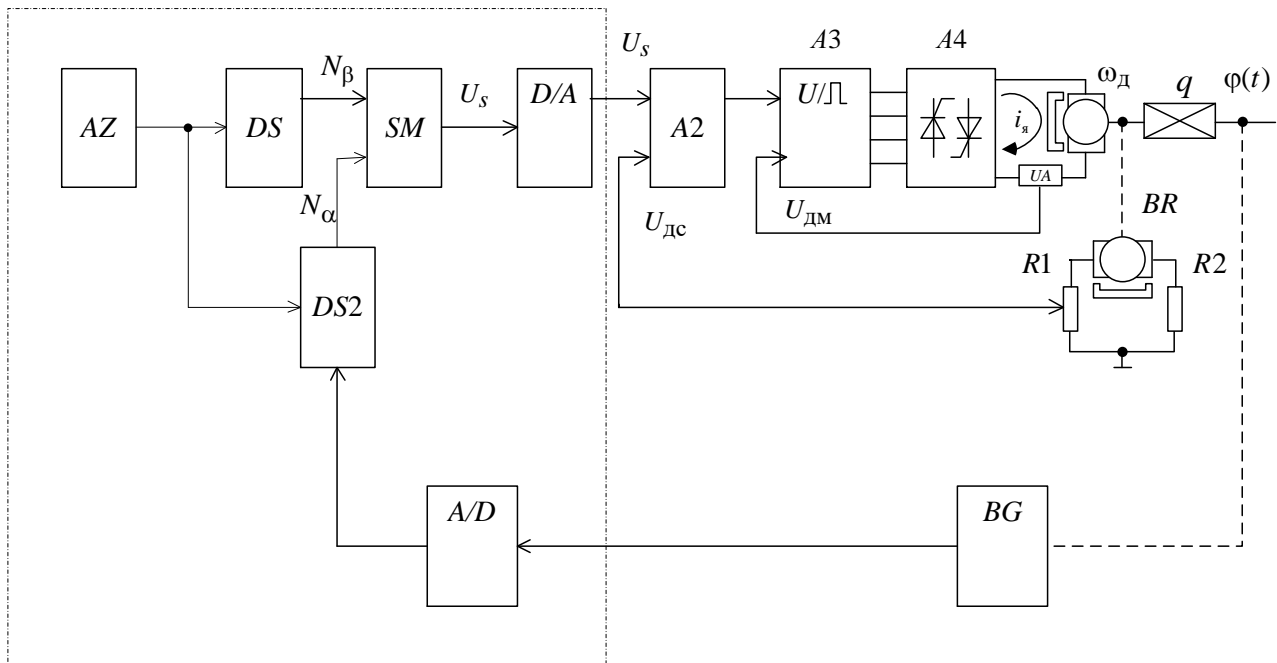 A3
A4
AZ
DS
N_β
SM
U_s
D/A
U_s
A2
U/
i_я
UA
ω_д
q
φ(t)
N_α
U_дс
U_дм
BR
DS2
R1
R2
A/D
BG